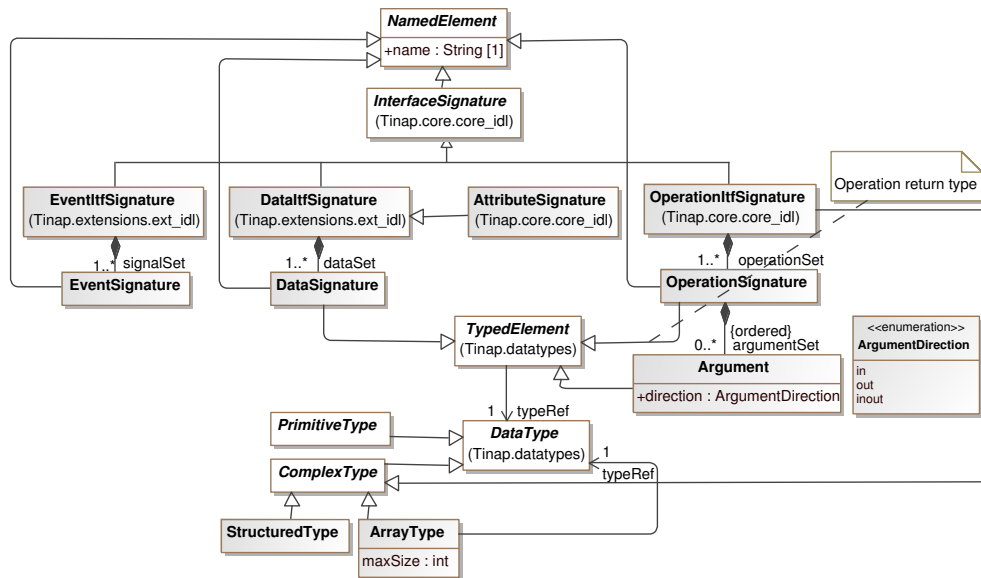 NamedElement
+name : String [1]
InterfaceSignature
(Tinap.core.core_idl)
EventItfSignature
(Tinap.extensions.ext_idl)
DataItfSignature
(Tinap.extensions.ext_idl)
AttributeSignature
(Tinap.core.core_idl)
OperationItfSignature
(Tinap.core.core_idl)
Operation return type
1..* signalSet
1..* dataSet
1..* operationSet
EventSignature
DataSignature
OperationSignature
TypedElement
(Tinap.datatypes)
{ordered}
0..* argumentSet
Argument
+direction : ArgumentDirection
<<enumeration>>
ArgumentDirection
in
out
inout
1 typeRef
PrimitiveType
DataType
(Tinap.datatypes)
1
typeRef
ComplexType
StructuredType
ArrayType
maxSize : int